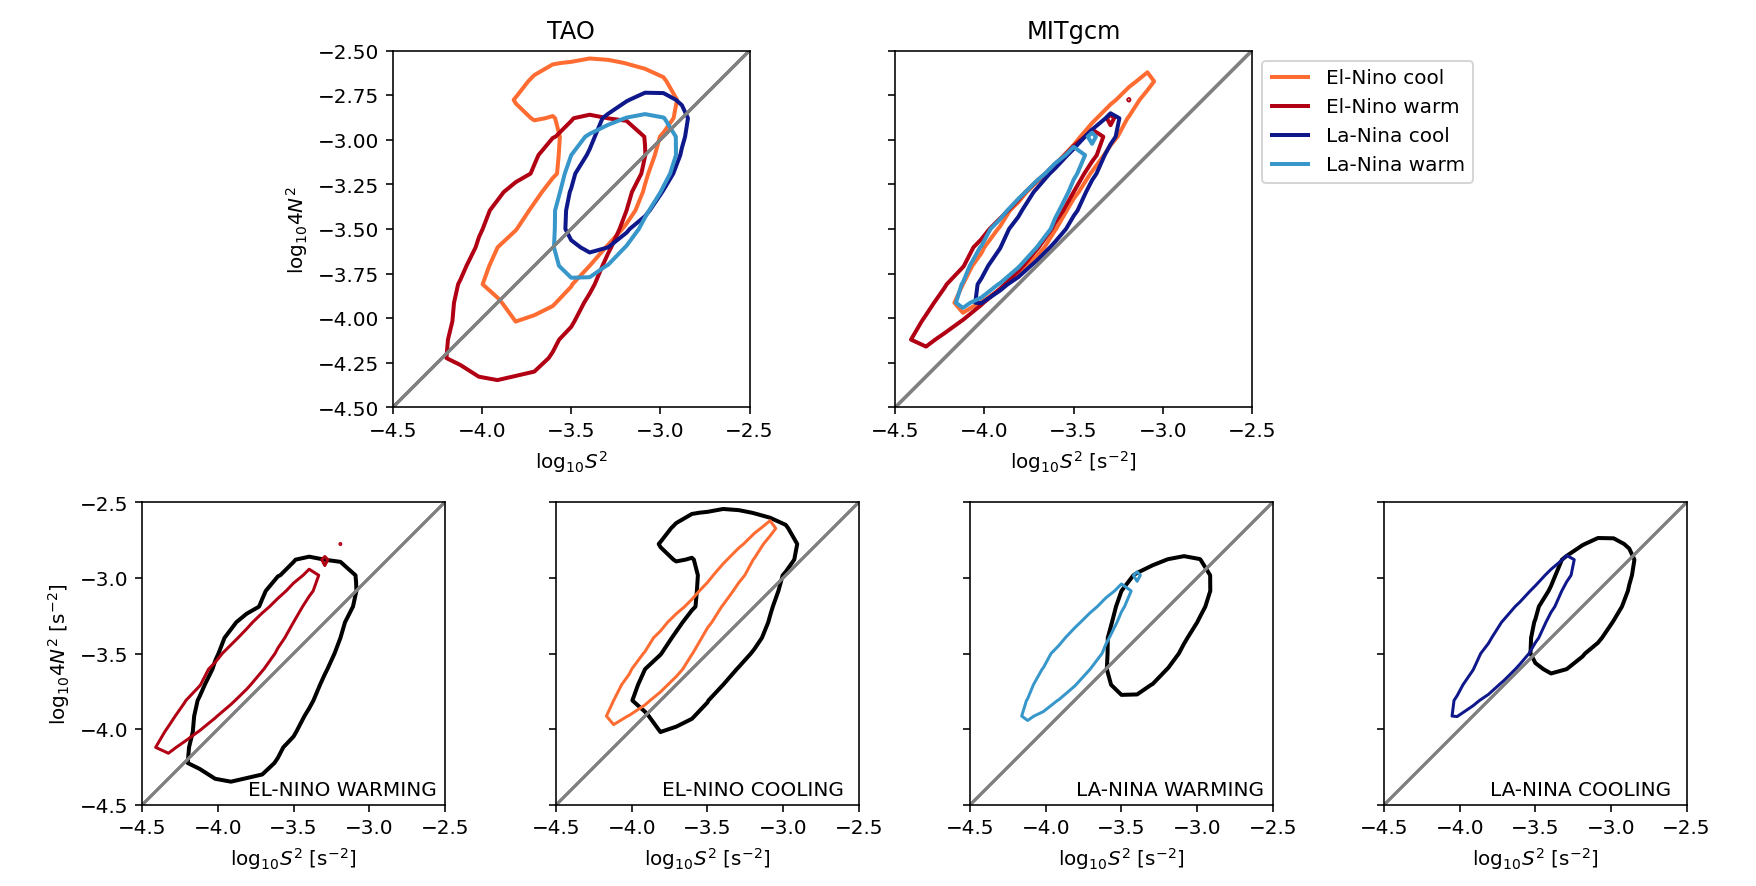 TAO
MITgcm
−2.50
−2.75
−3.00
−3.25
−3.50
−3.75
−4.00
−4.25
−4.50
log₁₀4N²
−4.5 −4.0 −3.5 −3.0 −2.5
log₁₀S²
−4.5 −4.0 −3.5 −3.0 −2.5
log₁₀S² [s⁻²]
El-Nino cool
El-Nino warm
La-Nina cool
La-Nina warm
−2.5
−3.0
−3.5
−4.0
−4.5
log₁₀4N² [s⁻²]
EL-NINO WARMING
−4.5 −4.0 −3.5 −3.0 −2.5
log₁₀S² [s⁻²]
EL-NINO COOLING
−4.5 −4.0 −3.5 −3.0 −2.5
log₁₀S² [s⁻²]
LA-NINA WARMING
−4.5 −4.0 −3.5 −3.0 −2.5
log₁₀S² [s⁻²]
LA-NINA COOLING
−4.5 −4.0 −3.5 −3.0 −2.5
log₁₀S² [s⁻²]